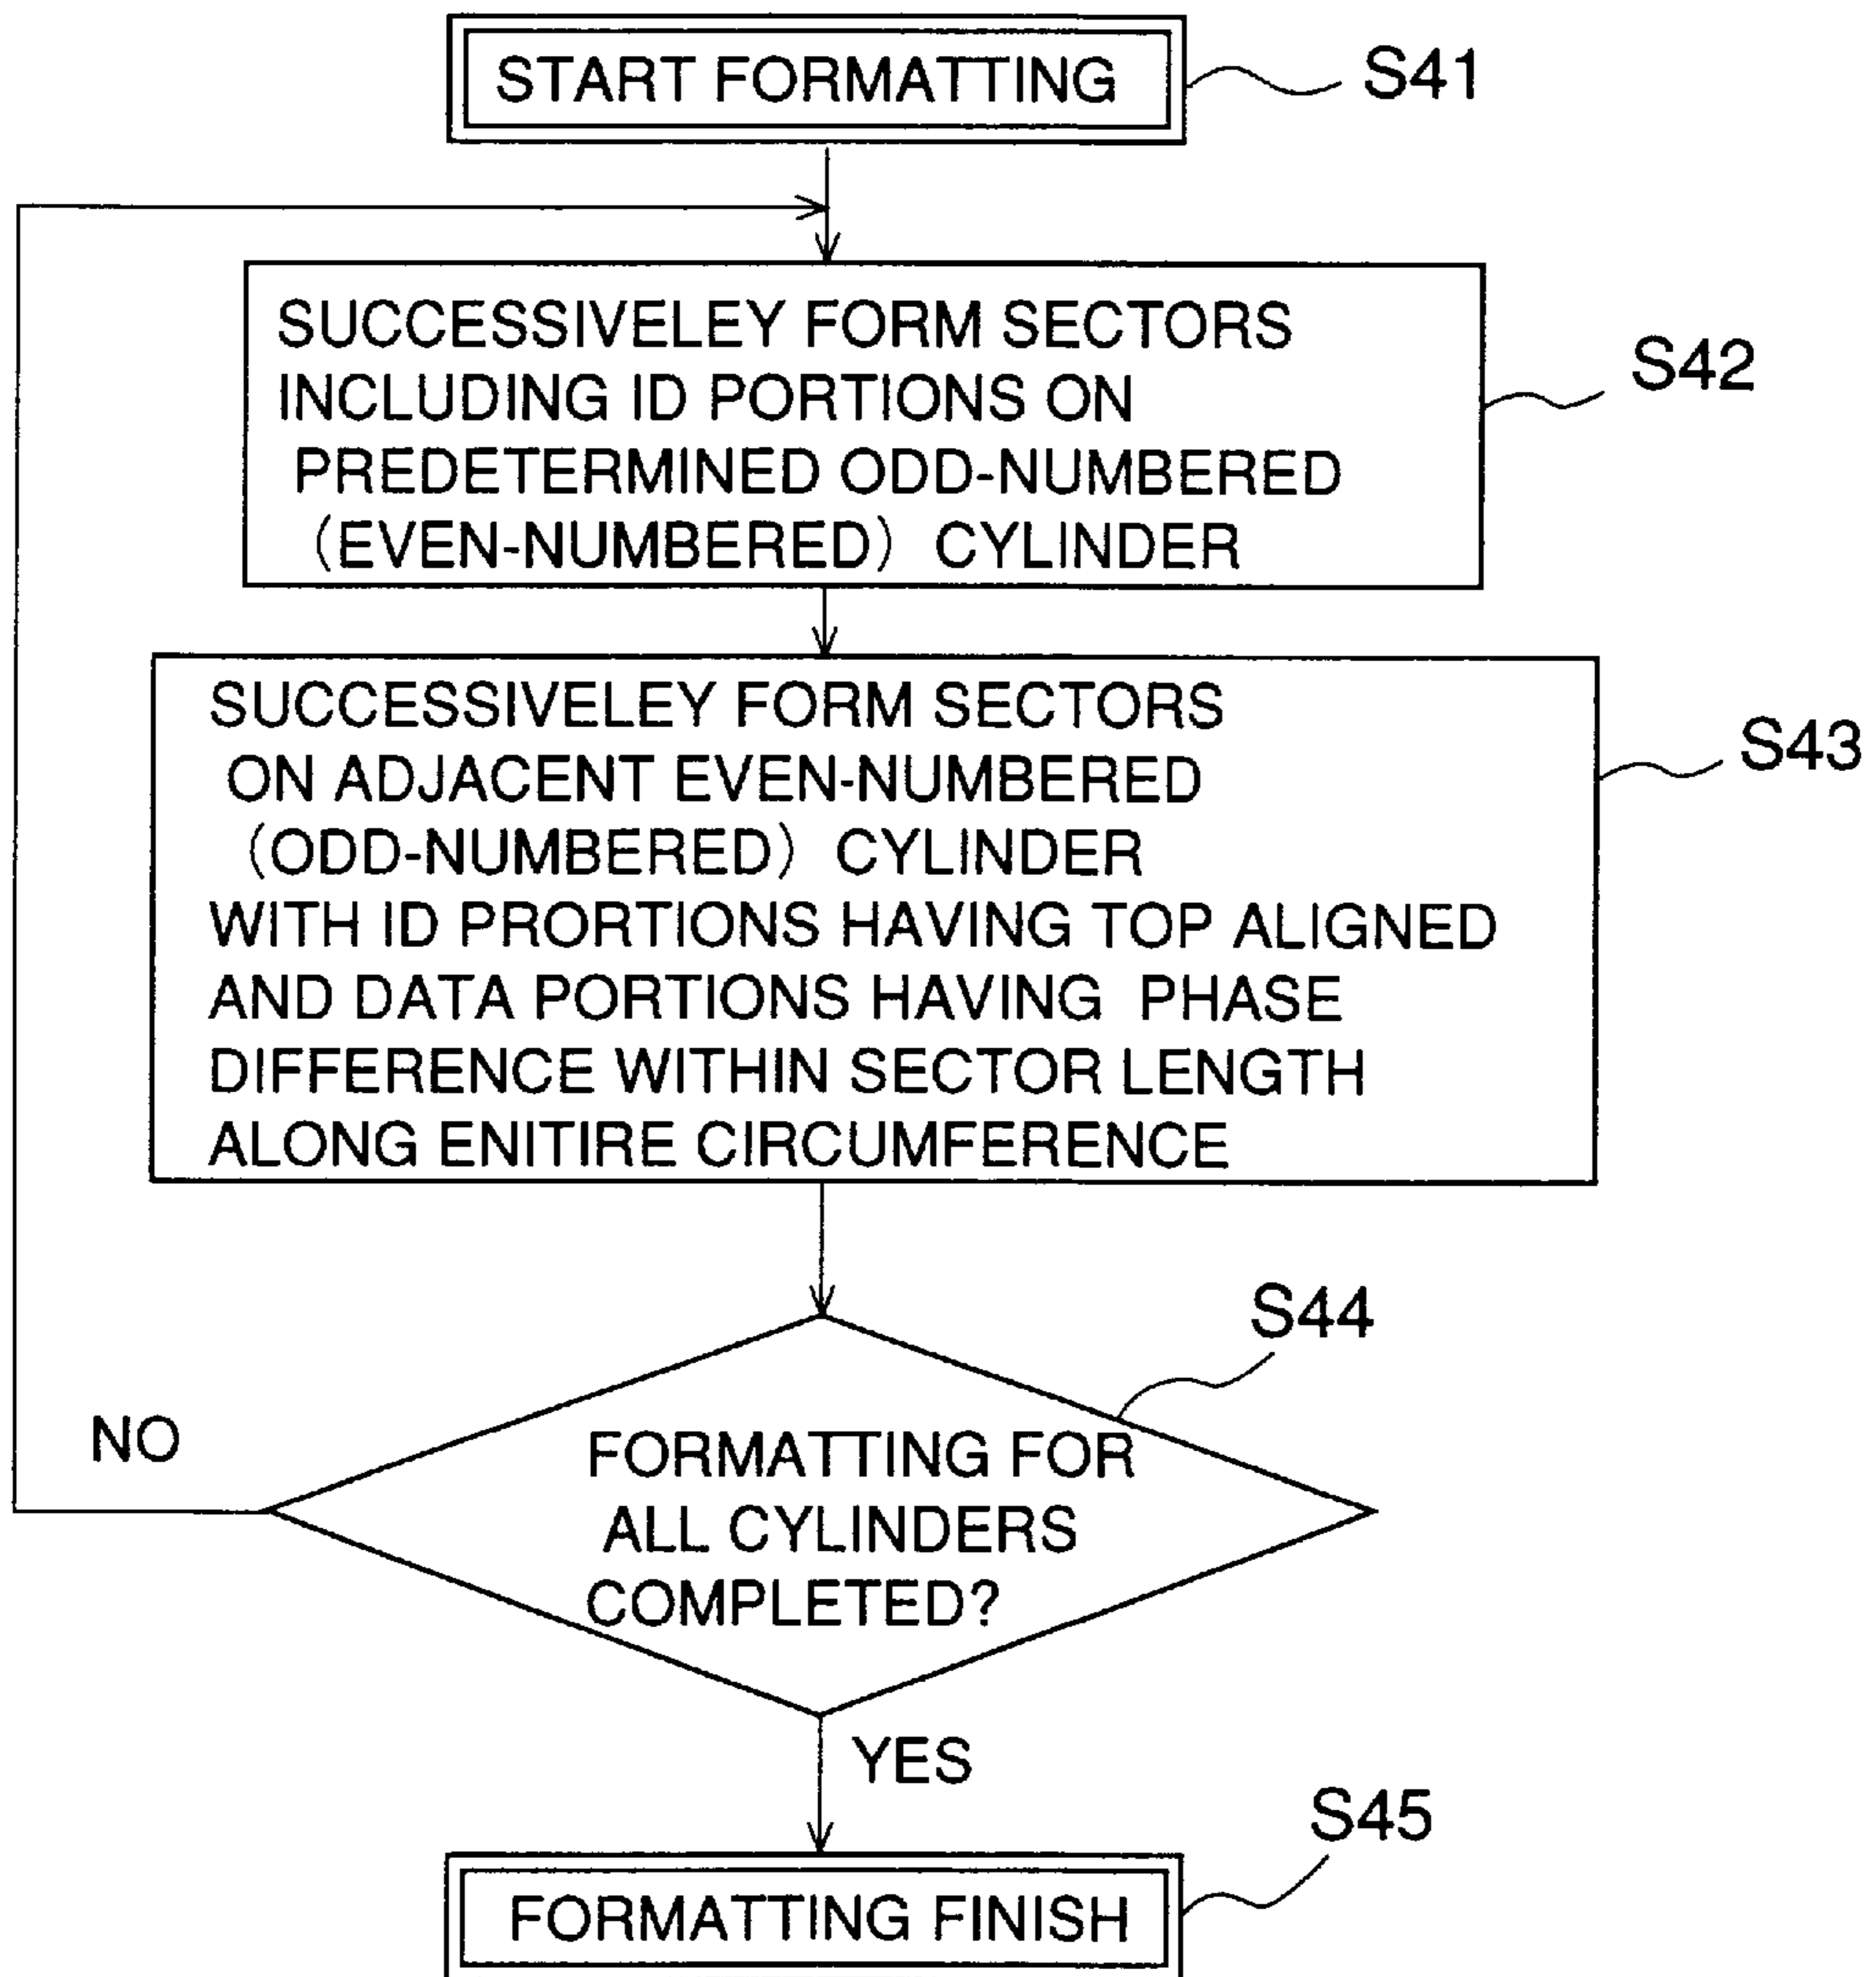 START FORMATTING
S41
SUCCESSIVELEY FORM SECTORS
INCLUDING ID PORTIONS ON
PREDETERMINED ODD-NUMBERED
(EVEN-NUMBERED) CYLINDER
S42
SUCCESSIVELEY FORM SECTORS
ON ADJACENT EVEN-NUMBERED
(ODD-NUMBERED) CYLINDER
WITH ID PRORTIONS HAVING TOP ALIGNED
AND DATA PORTIONS HAVING PHASE
DIFFERENCE WITHIN SECTOR LENGTH
ALONG ENITIRE CIRCUMFERENCE
S43
S44
NO
FORMATTING FOR
ALL CYLINDERS
COMPLETED?
YES
S45
FORMATTING FINISH